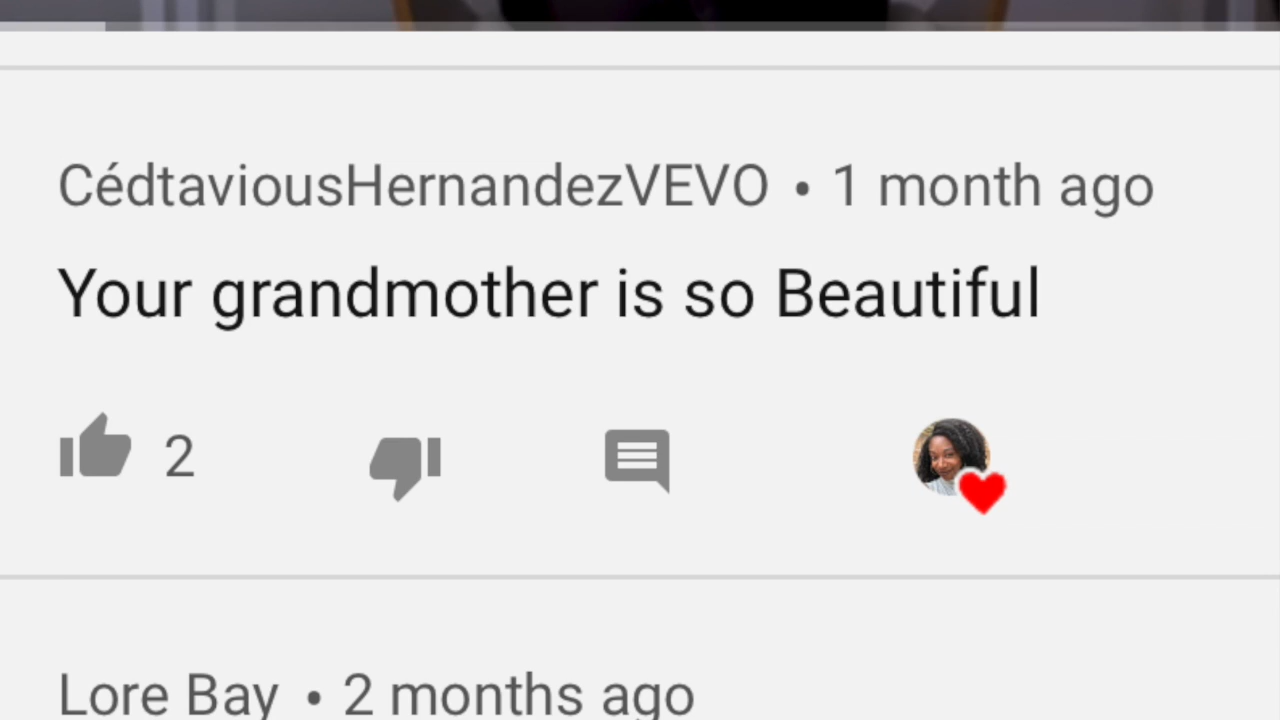 CédtaviousHernandezVEVO • 1 month ago
Your grandmother is so Beautiful
2
Lore Bay • 2 months ago